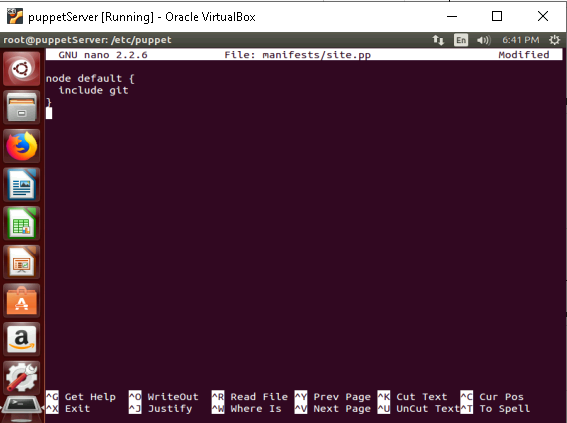 puppetServer [Running] - Oracle VirtualBox
root@puppetServer: /etc/puppet En 6:41 PM
GNU nano 2.2.6 File: manifests/site.pp Modified
node default {
include git
}
^G Get Help ^O WriteOut ^R Read File ^Y Prev Page ^K Cut Text ^C Cur Pos
^X Exit ^J Justify ^W Where Is ^V Next Page ^U UnCut Text ^T To Spell